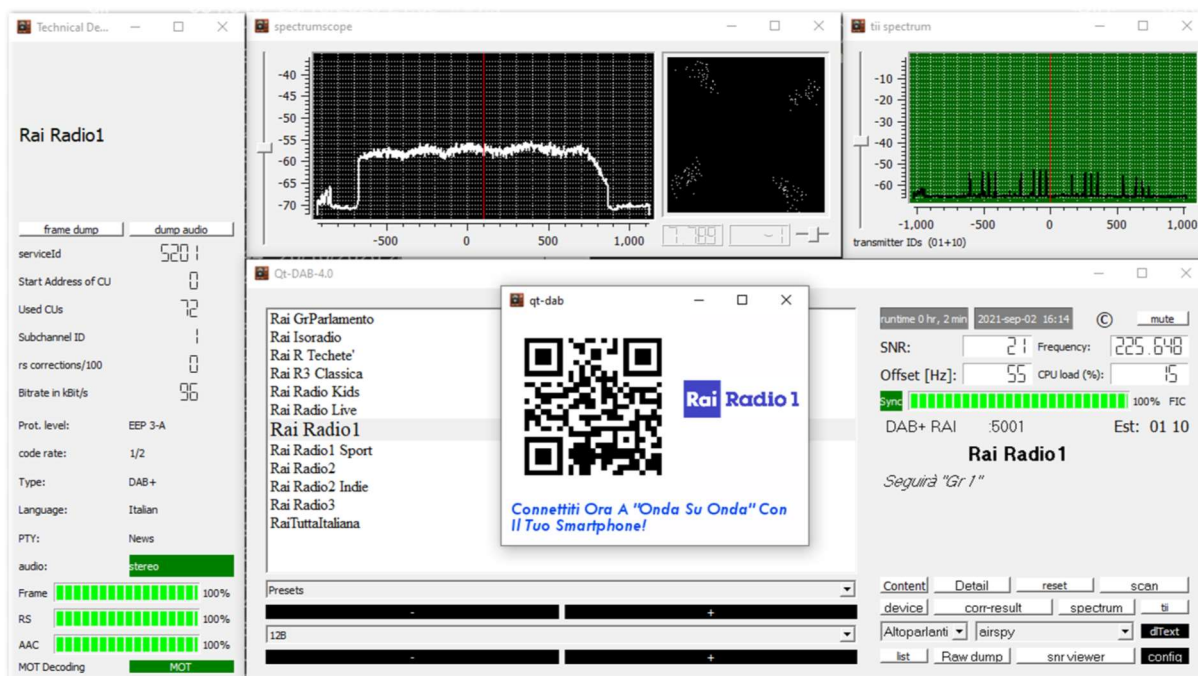 Technical De...
Rai Radio1
frame dump dump audio
serviceId 5201
Start Address of CU 0
Used CUs 72
Subchannel ID 1
rs corrections/100 0
Bitrate in kBit/s 96
Prot. level: EEP 3-A
code rate: 1/2
Type: DAB+
Language: Italian
PTY: News
audio: stereo
Frame 100%
RS 100%
AAC 100%
MOT Decoding MOT
spectrumscope
-40
-45
-50
-55
-60
-65
-70
-500 0 500 1,000
7.789 -1
tii spectrum
-10
-20
-30
-40
-50
-60
-1,000 -500 0 500 1,000
transmitter IDs (01+10)
Qt-DAB-4.0
Rai GrParlamento
Rai Isoradio
Rai R Techete'
Rai R3 Classica
Rai Radio Kids
Rai Radio Live
Rai Radio1
Rai Radio1 Sport
Rai Radio2
Rai Radio2 Indie
Rai Radio3
RaiTuttaItaliana
Presets
- +
12B
- +
qt-dab
Rai Radio 1
Connettiti Ora A "Onda Su Onda" Con
Il Tuo Smartphone!
runtime 0 hr, 2 min 2021-sep-02 16:14 © mute
SNR: 21 Frequency: 225.648
Offset [Hz]: 55 CPU load (%): 15
Sync 100% FIC
DAB+ RAI :5001 Est: 01 10
Rai Radio1
Seguirà "Gr 1"
Content Detail reset scan
device corr-result spectrum tii
Altoparlanti airspy dlText
list Raw dump snr viewer config